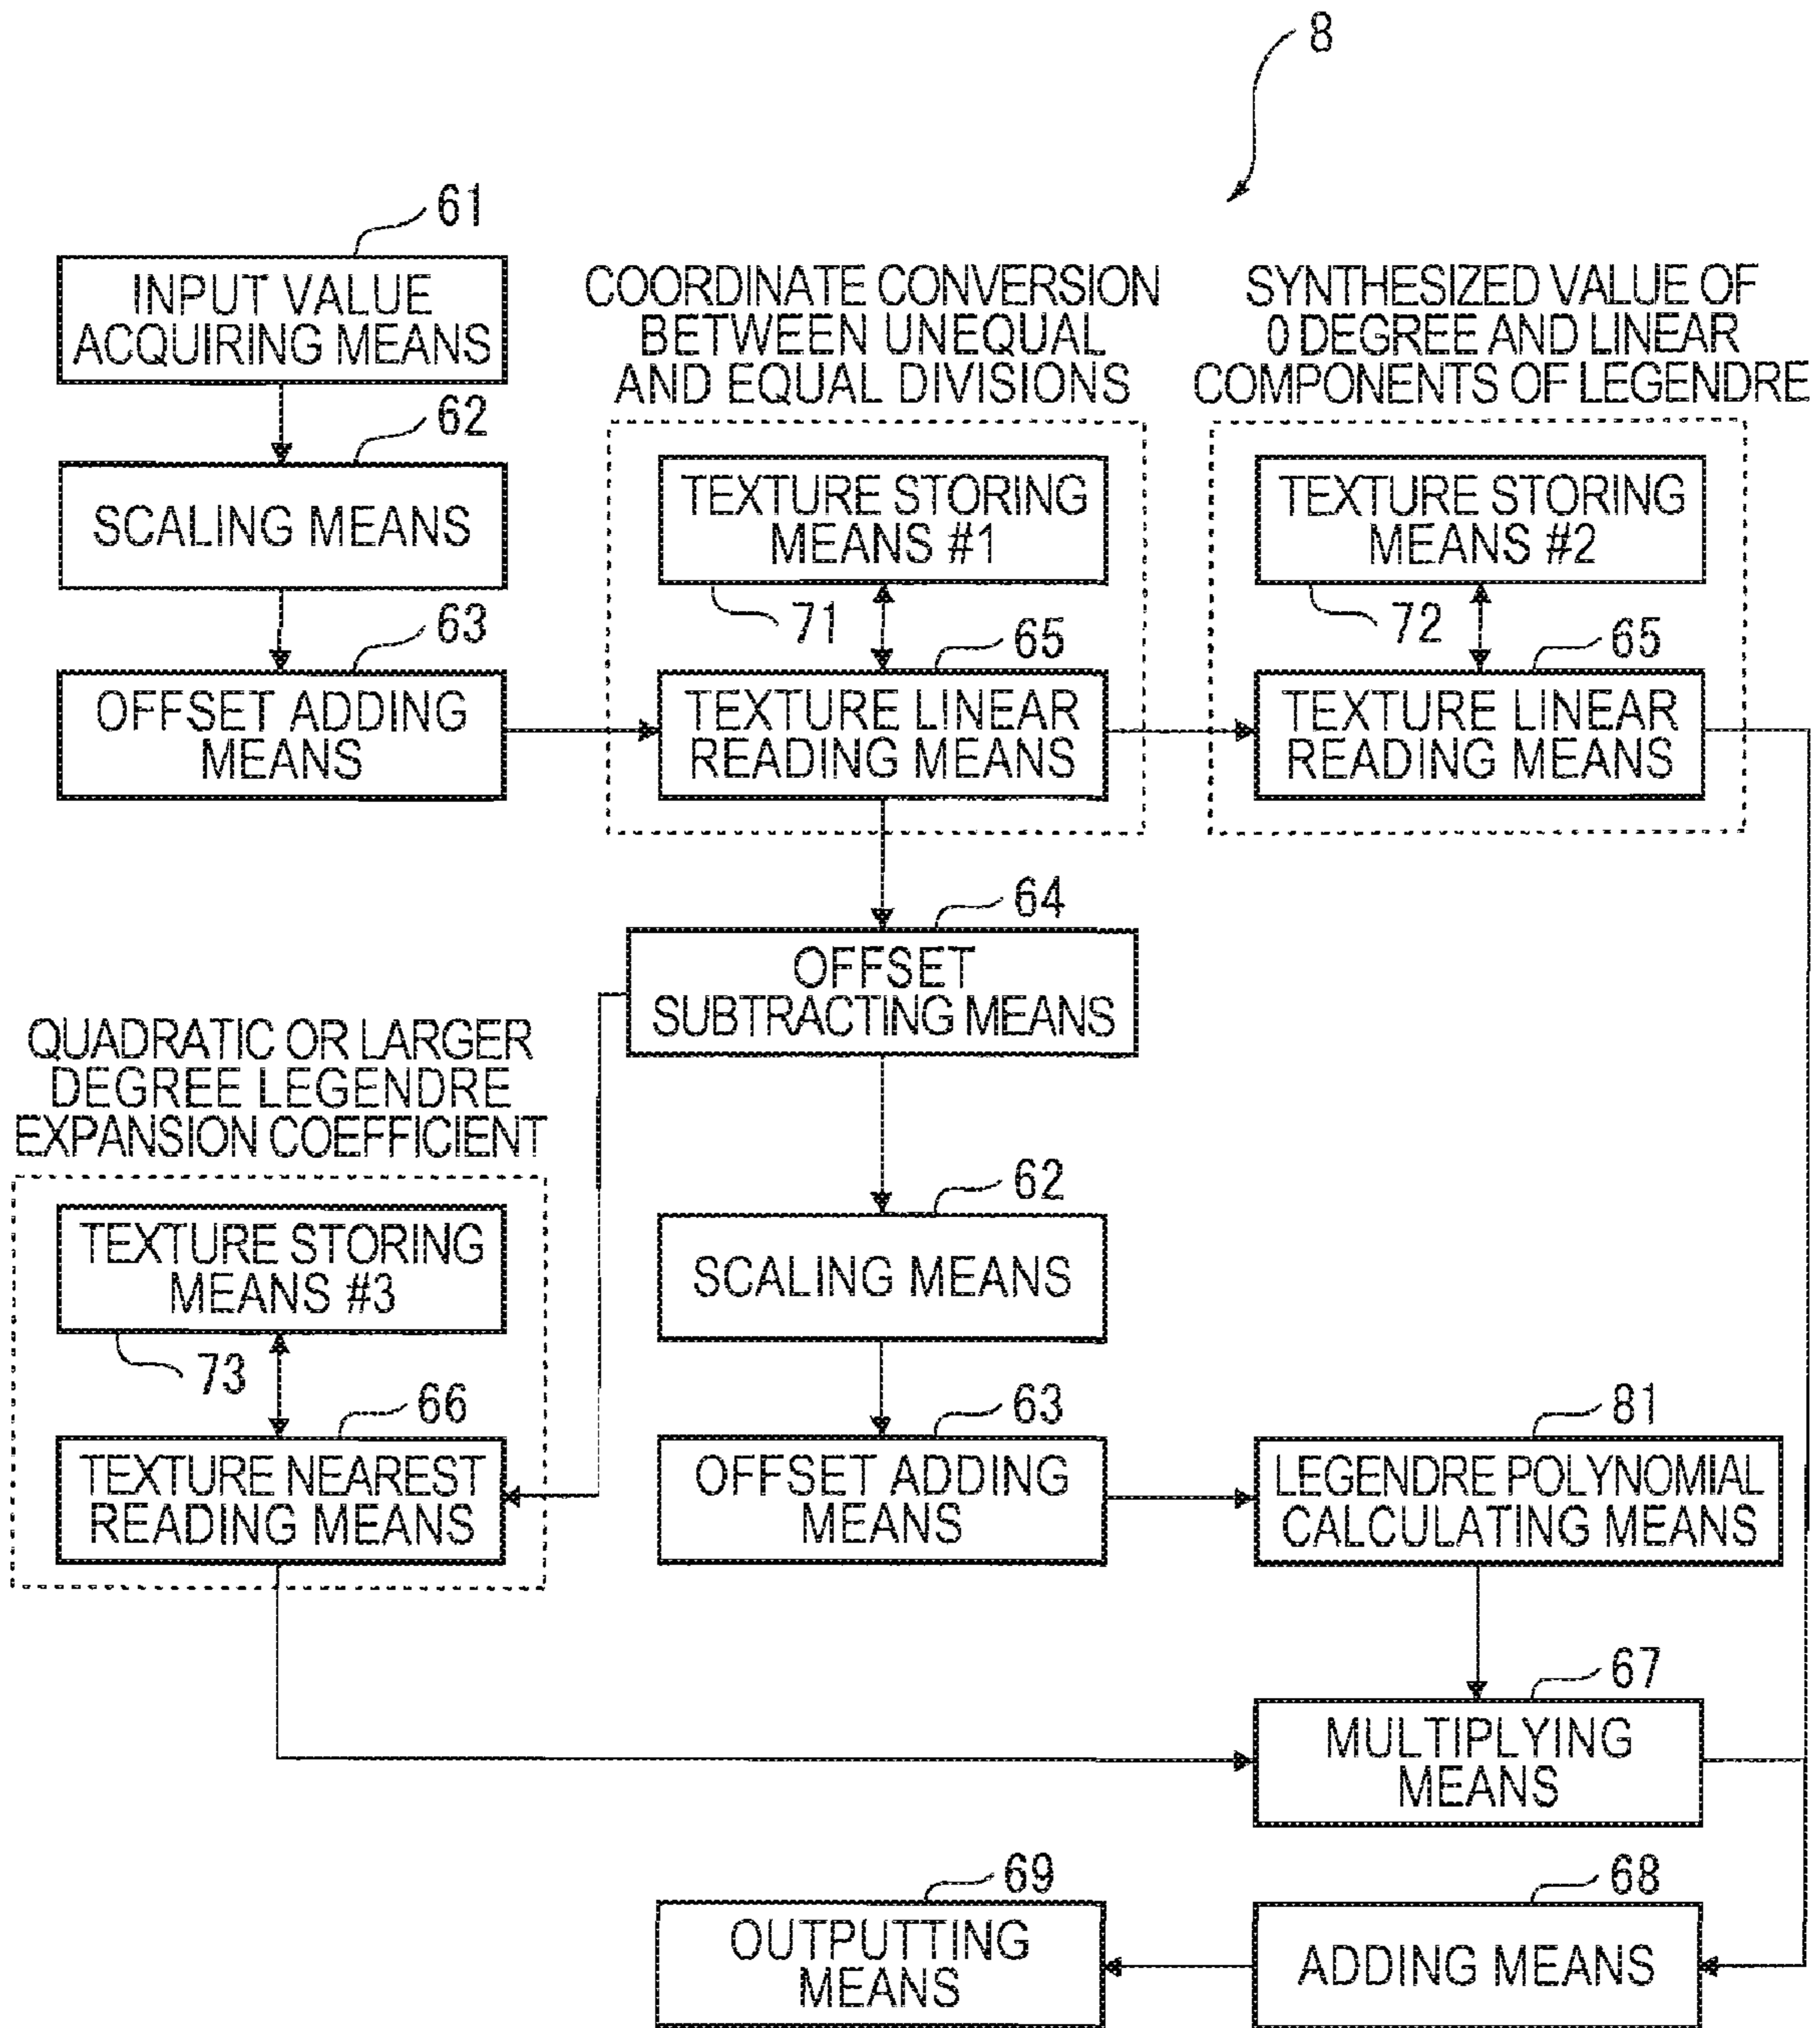 8
61
INPUT VALUE
ACQUIRING MEANS
COORDINATE CONVERSION
BETWEEN UNEQUAL
AND EQUAL DIVISIONS
SYNTHESIZED VALUE OF
0 DEGREE AND LINEAR
COMPONENTS OF LEGENDRE
62
SCALING MEANS
TEXTURE STORING
MEANS #1
TEXTURE STORING
MEANS #2
71
72
63
OFFSET ADDING
MEANS
65
TEXTURE LINEAR
READING MEANS
65
TEXTURE LINEAR
READING MEANS
64
OFFSET
SUBTRACTING MEANS
QUADRATIC OR LARGER
DEGREE LEGENDRE
EXPANSION COEFFICIENT
TEXTURE STORING
MEANS #3
73
62
SCALING MEANS
66
TEXTURE NEAREST
READING MEANS
63
OFFSET ADDING
MEANS
81
LEGENDRE POLYNOMIAL
CALCULATING MEANS
67
MULTIPLYING
MEANS
69
OUTPUTTING
MEANS
68
ADDING MEANS